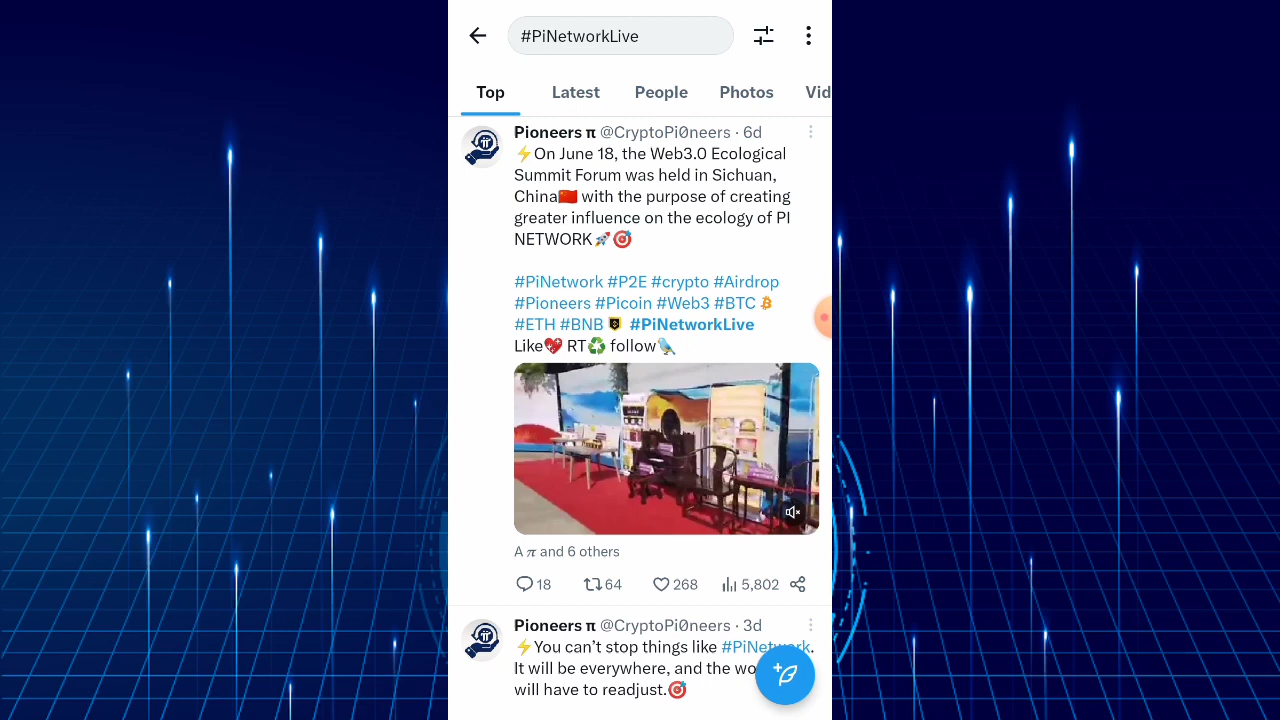 #PiNetworkLive
Top Latest People Photos Vid
Pioneers π @CryptoPi0neers · 6d
⚡On June 18, the Web3.0 Ecological
Summit Forum was held in Sichuan,
China🇨🇳 with the purpose of creating
greater influence on the ecology of PI
NETWORK🚀🎯
#PiNetwork #P2E #crypto #Airdrop
#Pioneers #Picoin #Web3 #BTC
#ETH #BNB #PiNetworkLive
Like💖 RT♻️ follow🐦
A π and 6 others
18 64 268 5,802
Pioneers π @CryptoPi0neers · 3d
⚡You can’t stop things like #PiNetwork.
It will be everywhere, and the wo
will have to readjust.🎯